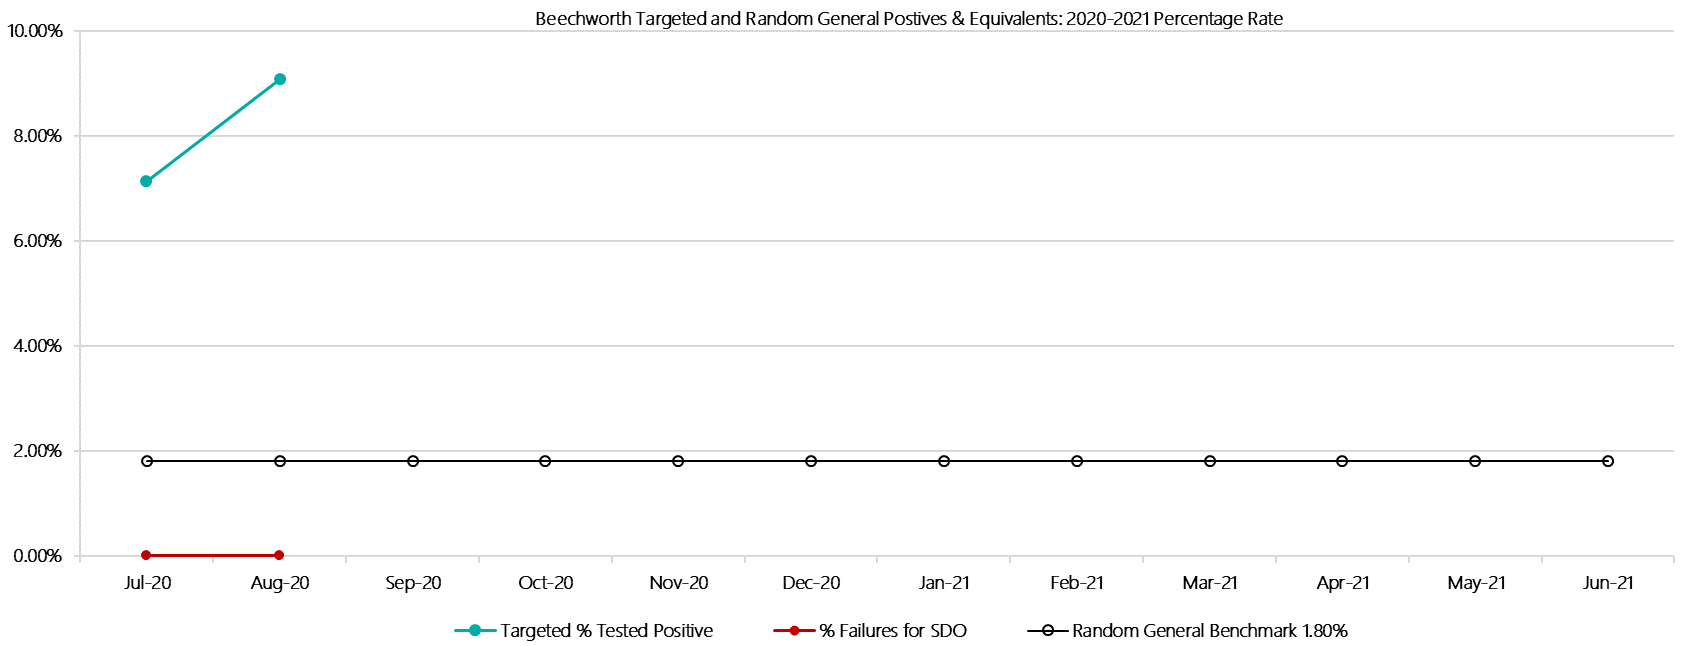 Beechworth Targeted and Random General Postives & Equivalents: 2020-2021 Percentage Rate
10.00%
8.00%
6.00%
4.00%
2.00%
0.00%
Jul-20 Aug-20 Sep-20 Oct-20 Nov-20 Dec-20 Jan-21 Feb-21 Mar-21 Apr-21 May-21 Jun-21
Targeted % Tested Positive % Failures for SDO Random General Benchmark 1.80%